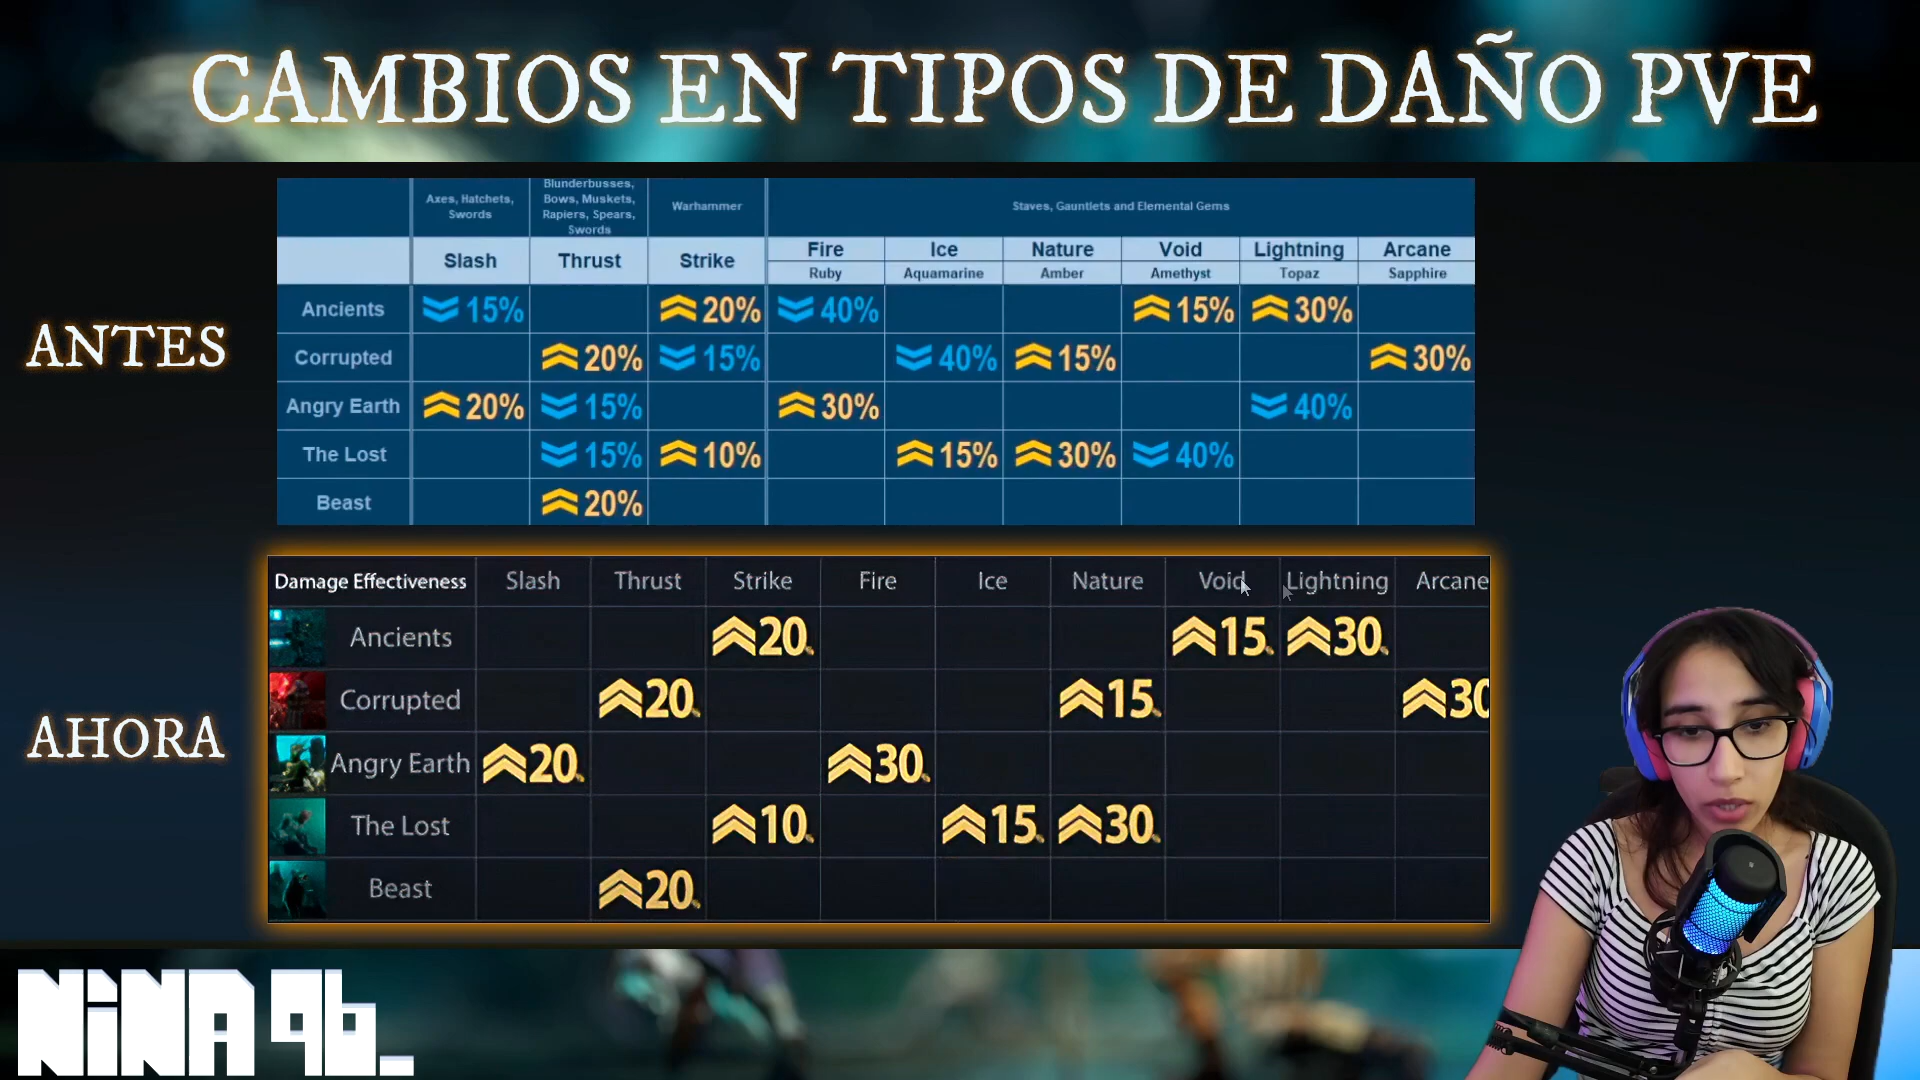 CAMBIOS EN TIPOS DE DAÑO PVE
ANTES
Axes, Hatchets,
Swords
Blunderbusses,
Bows, Muskets,
Rapiers, Spears,
Swords
Warhammer
Staves, Gauntlets and Elemental Gems
Slash Thrust Strike Fire Ice Nature Void Lightning Arcane
Ruby Aquamarine Amber Amethyst Topaz Sapphire
Ancients 15% 20% 40% 15% 30%
Corrupted 20% 15% 40% 15% 30%
Angry Earth 20% 15% 30% 40%
The Lost 15% 10% 15% 30% 40%
Beast 20%
AHORA
Damage Effectiveness Slash Thrust Strike Fire Ice Nature Void Lightning Arcane
Ancients 20% 15% 30%
Corrupted 20% 15% 30
Angry Earth 20% 30%
The Lost 10% 15% 30%
Beast 20%
NiNA 96_